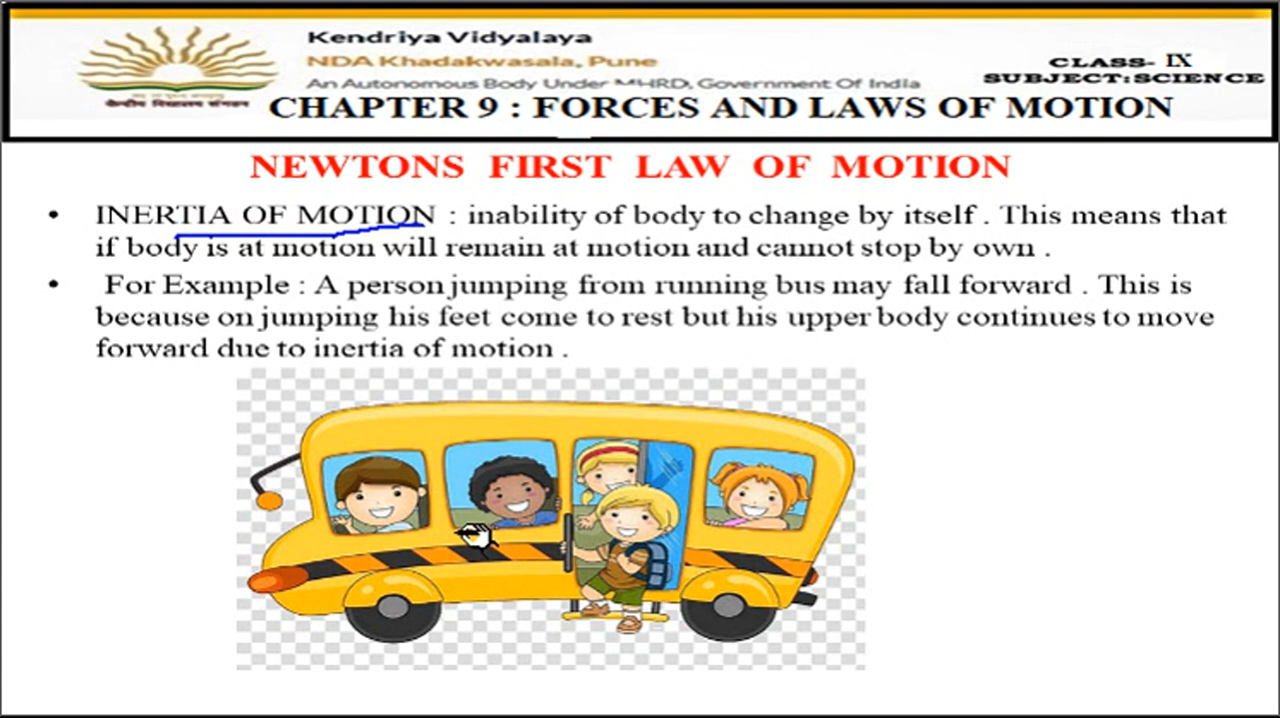 Kendriya Vidyalaya
NDA Khadakwasala, Pune
An Autonomous Body Under MHRD, Government Of India
केन्द्रीय विद्यालय संगठन
CLASS- IX
SUBJECT:SCIENCE
CHAPTER 9 : FORCES AND LAWS OF MOTION
NEWTONS FIRST LAW OF MOTION
• INERTIA OF MOTION : inability of body to change by itself . This means that
if body is at motion will remain at motion and cannot stop by own .
• For Example : A person jumping from running bus may fall forward . This is
because on jumping his feet come to rest but his upper body continues to move
forward due to inertia of motion .